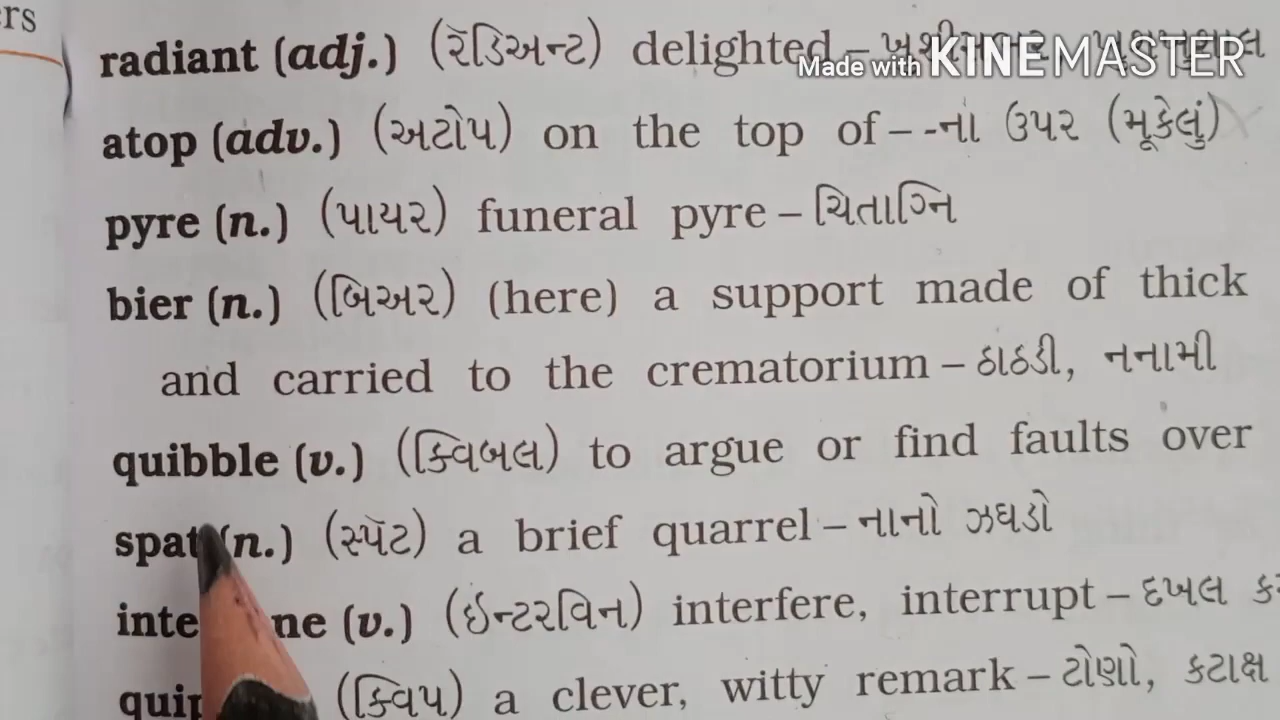 ers
radiant (adj.) (રૅડિઅન્ટ) delighted –
Made with KINEMASTER
atop (adv.) (અટોપ) on the top of – -ના ઉપર (મૂકેલું)
pyre (n.) (પાયર) funeral pyre – ચિતાગ્નિ
bier (n.) (બિઅર) (here) a support made of thick
and carried to the crematorium – ઠાઠડી, નનામી
quibble (v.) (ક્વિબલ) to argue or find faults over
spat (n.) (સ્પૅટ) a brief quarrel – નાનો ઝઘડો
inte ne (v.) (ઇન્ટરવિન) interfere, interrupt – દખલ
quip (ક્વિપ) a clever, witty remark – ટોણો, કટાક્ષ